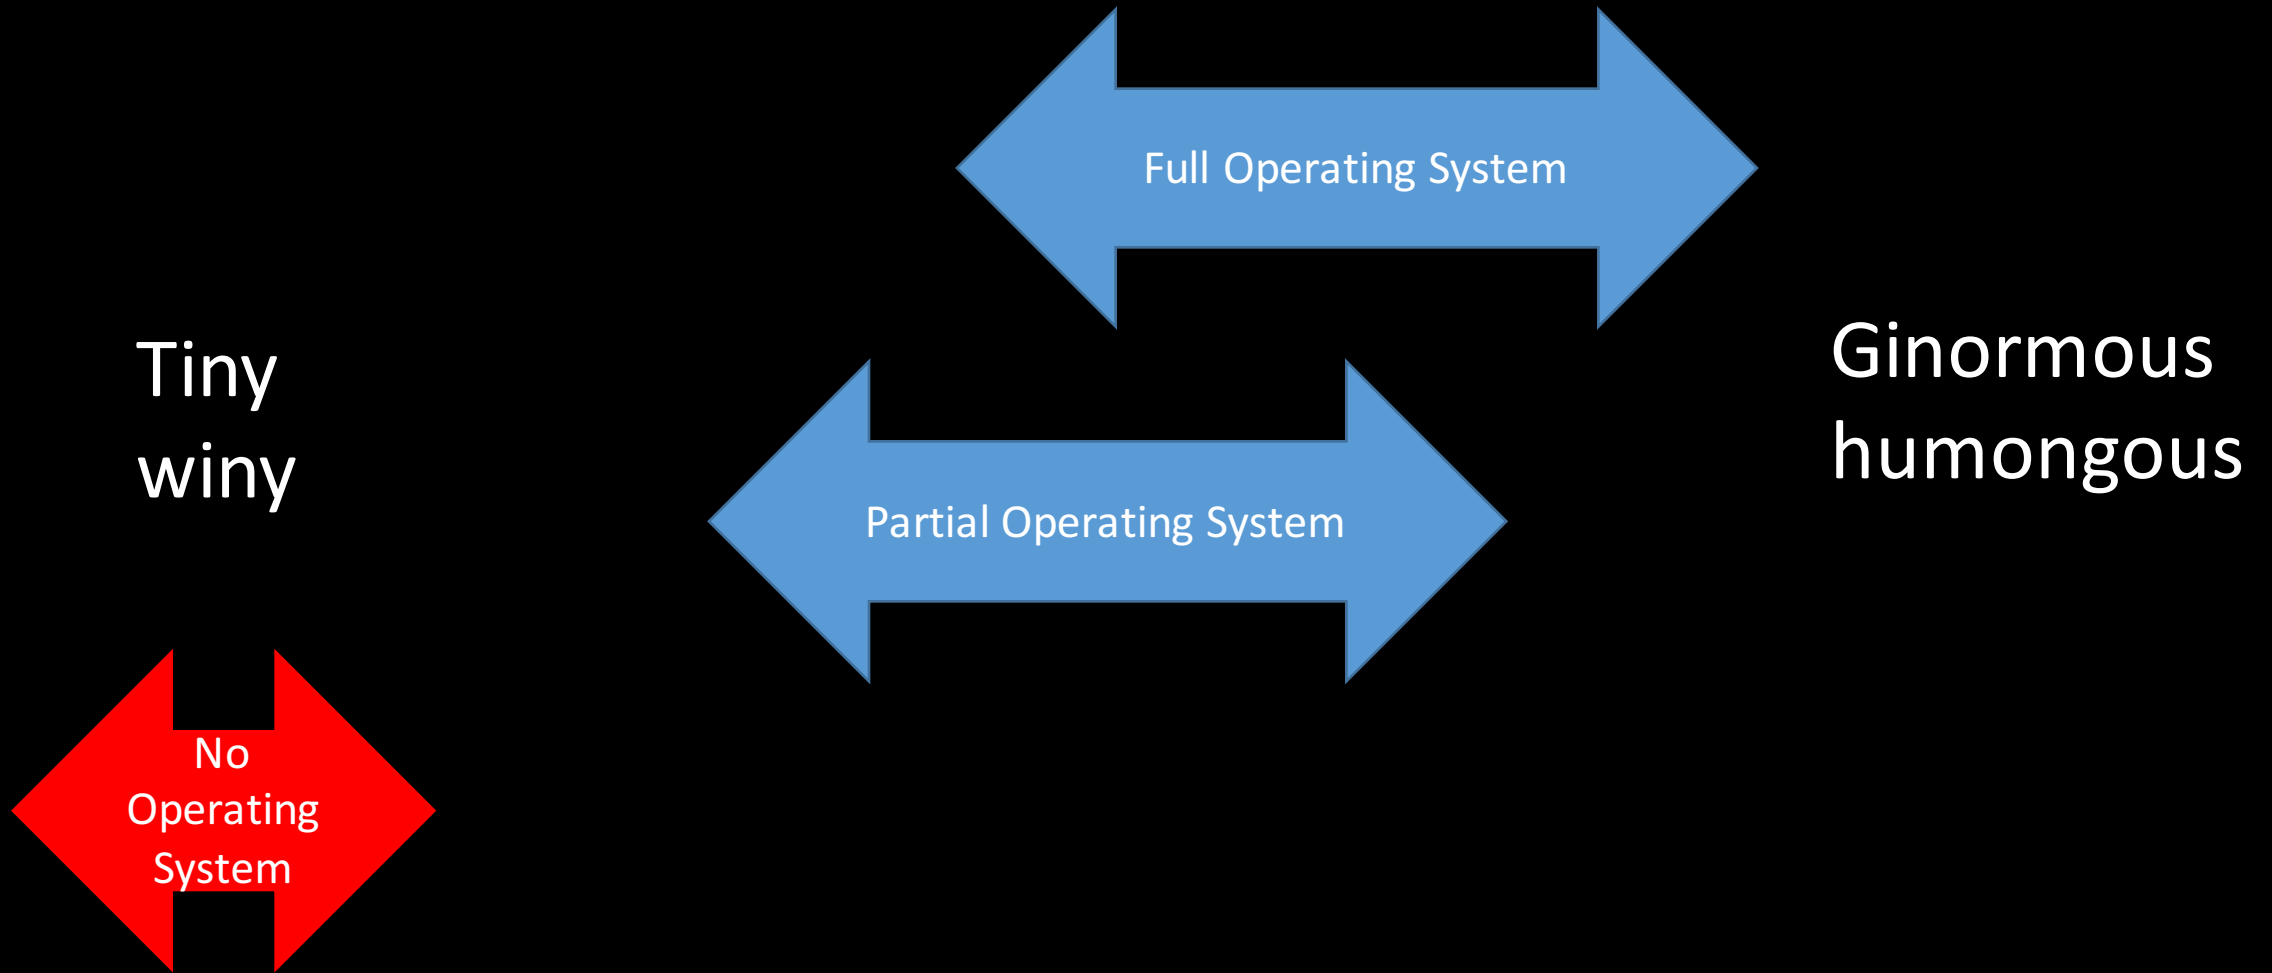 Full Operating System
Tiny
winy
Ginormous
humongous
Partial Operating System
No
Operating
System